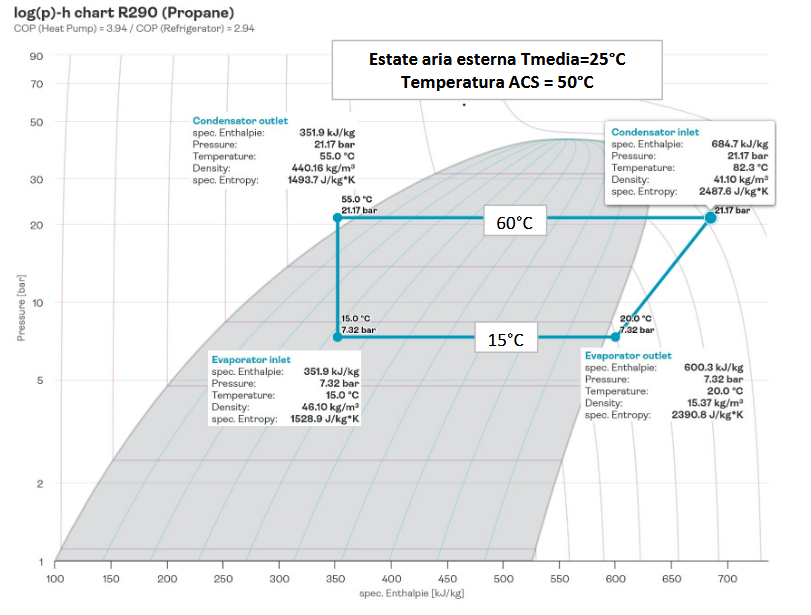 log(p)-h chart R290 (Propane)
COP (Heat Pump) = 3.94 / COP (Refrigerator) = 2.94
Estate aria esterna Tmedia=25°C
Temperatura ACS = 50°C
Condensator outlet
spec. Enthalpie: 351.9 kJ/kg
Pressure: 21.17 bar
Temperature: 55.0 °C
Density: 440.16 kg/m³
spec. Entropy: 1493.7 J/kg*K
Condensator inlet
spec. Enthalpie: 684.7 kJ/kg
Pressure: 21.17 bar
Temperature: 82.3 °C
Density: 41.10 kg/m³
spec. Entropy: 2487.6 J/kg*K
55.0 °C
21.17 bar
21.17 bar
60°C
15.0 °C
7.32 bar
15°C
20.0 °C
7.32 bar
Evaporator inlet
spec. Enthalpie: 351.9 kJ/kg
Pressure: 7.32 bar
Temperature: 15.0 °C
Density: 46.10 kg/m³
spec. Entropy: 1528.9 J/kg*K
Evaporator outlet
spec. Enthalpie: 600.3 kJ/kg
Pressure: 7.32 bar
Temperature: 20.0 °C
Density: 15.37 kg/m³
spec. Entropy: 2390.8 J/kg*K
Pressure [bar]
90
70
50
30
20
10
5
2
1
100 150 200 250 300 350 400 450 500 550 600 650 700
spec. Enthalpie [kJ/kg]